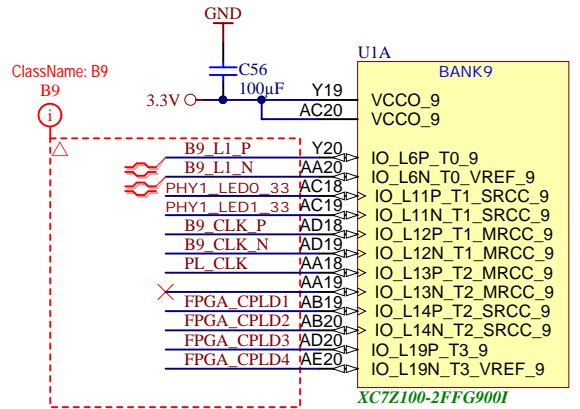 GND
U1A
ClassName: B9
B9
i
C56
100µF
3.3V
BANK9
Y19 VCCO_9
AC20 VCCO_9
B9_L1_P Y20 IO_L6P_T0_9
B9_L1_N AA20 IO_L6N_T0_VREF_9
PHY1_LED0_33 AC18 IO_L11P_T1_SRCC_9
PHY1_LED1_33 AC19 IO_L11N_T1_SRCC_9
B9_CLK_P AD18 IO_L12P_T1_MRCC_9
B9_CLK_N AD19 IO_L12N_T1_MRCC_9
PL_CLK AA18 IO_L13P_T2_MRCC_9
AA19 IO_L13N_T2_MRCC_9
FPGA_CPLD1 AB19 IO_L14P_T2_SRCC_9
FPGA_CPLD2 AB20 IO_L14N_T2_SRCC_9
FPGA_CPLD3 AD20 IO_L19P_T3_9
FPGA_CPLD4 AE20 IO_L19N_T3_VREF_9
XC7Z100-2FFG900I